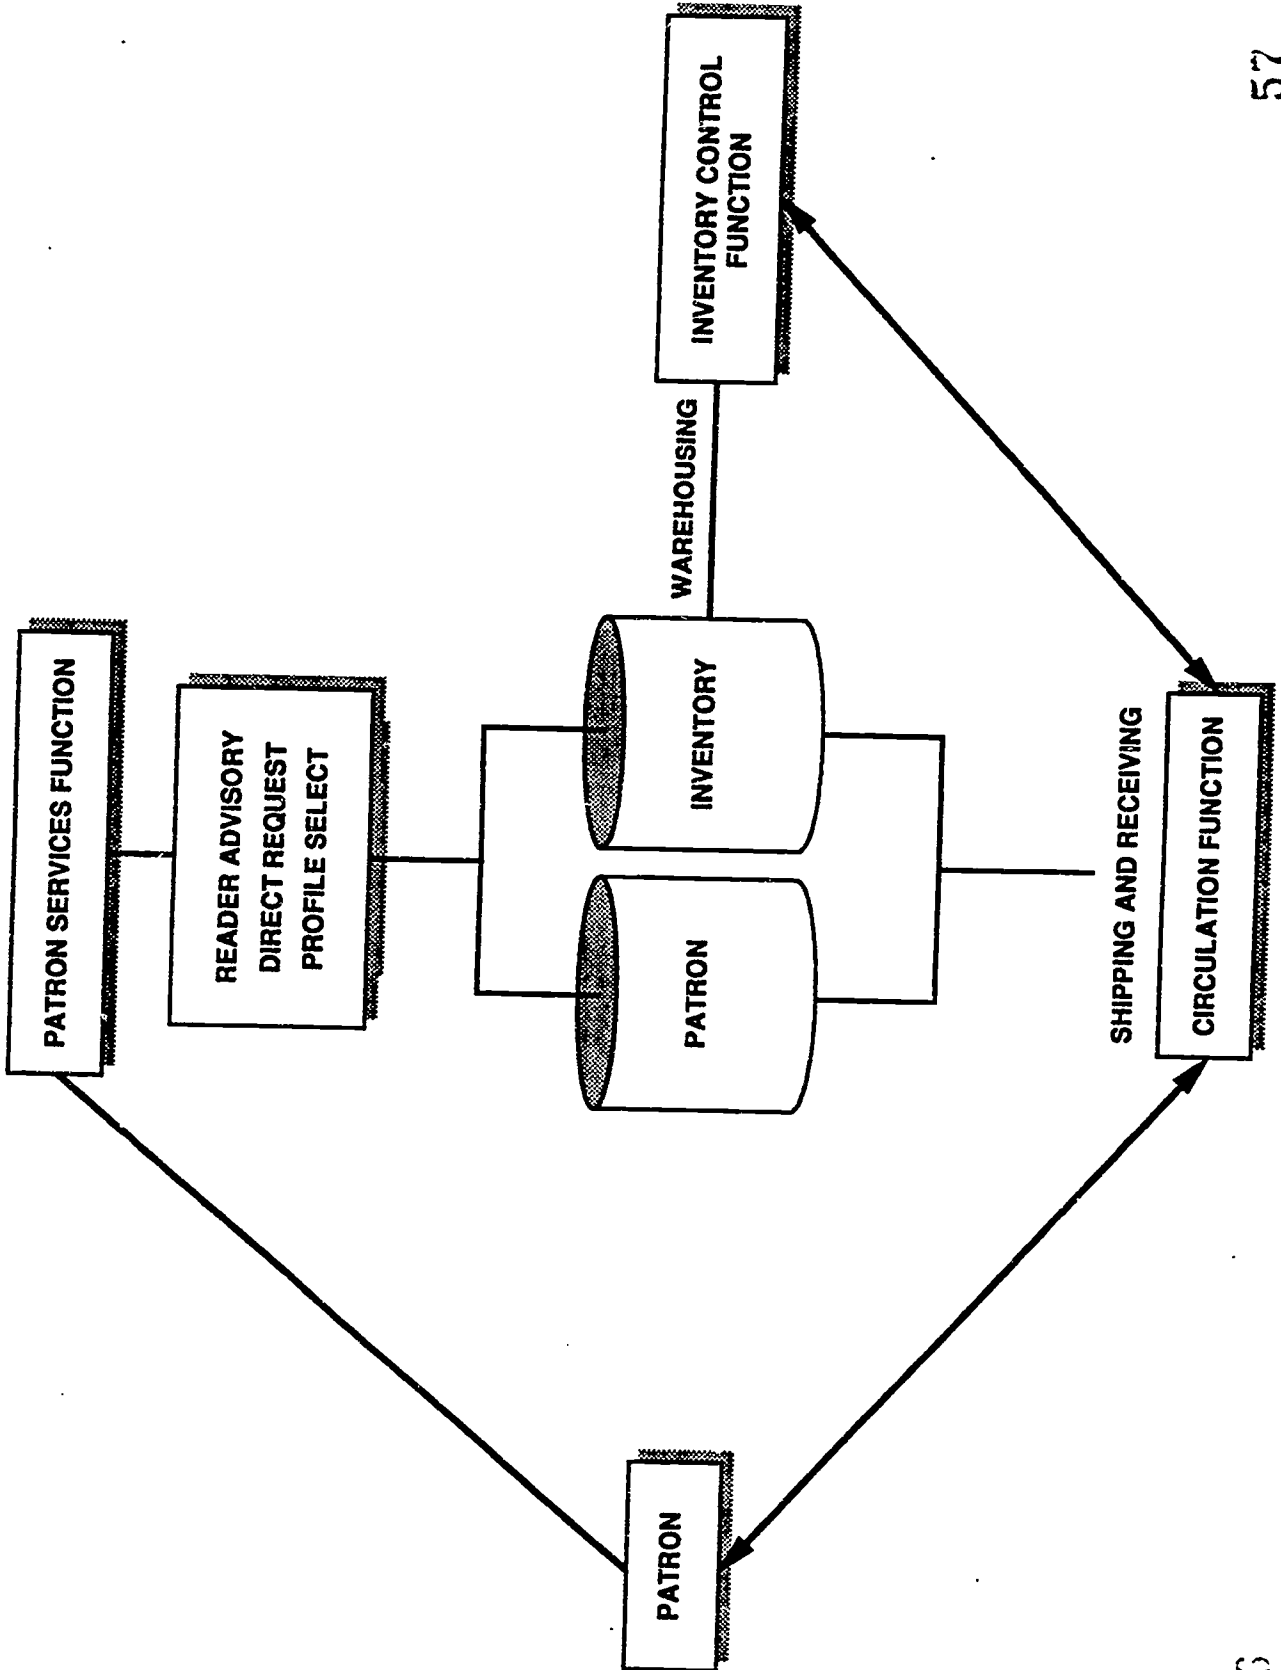 PATRON SERVICES FUNCTION
READER ADVISORY
DIRECT REQUEST
PROFILE SELECT
PATRON
PATRON
INVENTORY
WAREHOUSING
INVENTORY CONTROL
FUNCTION
SHIPPING AND RECEIVING
CIRCULATION FUNCTION
57